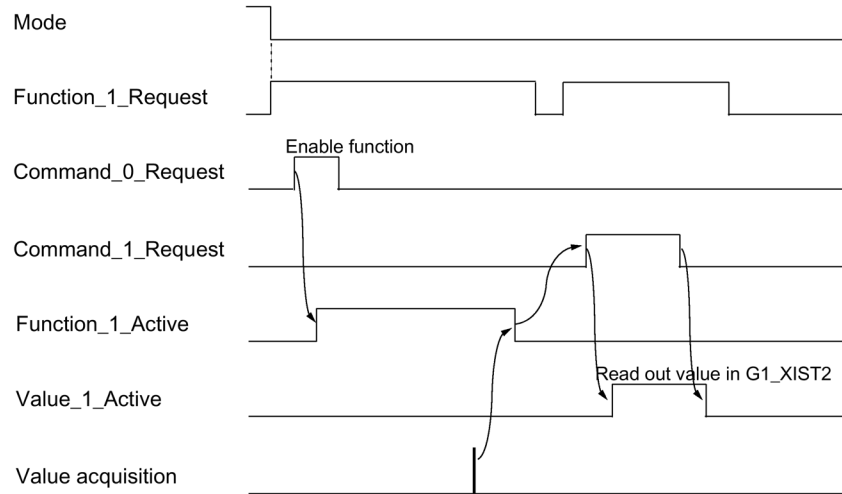 Mode
Function_1_Request
Enable function
Command_0_Request
Command_1_Request
Function_1_Active
Read out value in G1_XIST2
Value_1_Active
Value acquisition